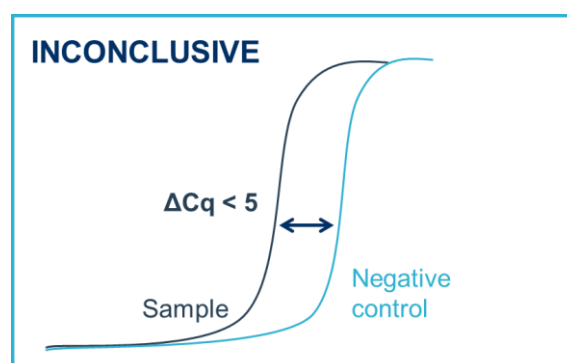 INCONCLUSIVE
ΔCq < 5
Sample
Negative
control